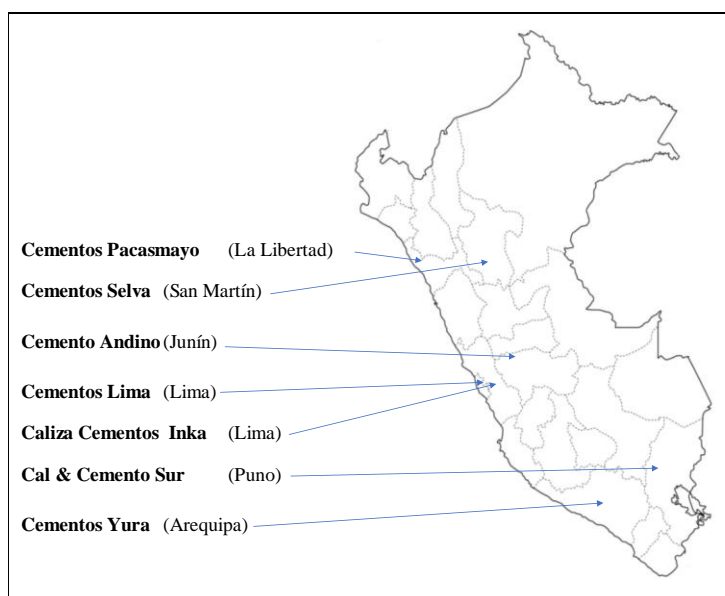 Cementos Pacasmayo (La Libertad)
Cementos Selva (San Martín)
Cemento Andino (Junín)
Cementos Lima (Lima)
Caliza Cementos Inka (Lima)
Cal & Cemento Sur (Puno)
Cementos Yura (Arequipa)